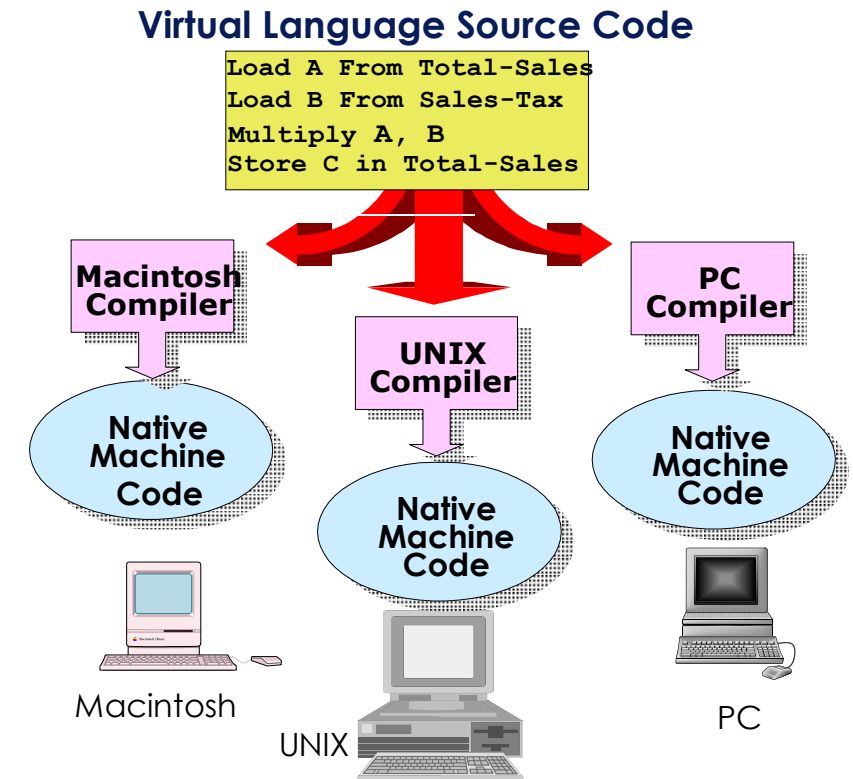 Virtual Language Source Code
Load A From Total-Sales
Load B From Sales-Tax
Multiply A, B
Store C in Total-Sales
Macintosh
Compiler
UNIX
Compiler
PC
Compiler
Native
Machine
Code
Native
Machine
Code
Native
Machine
Code
Macintosh
UNIX
PC